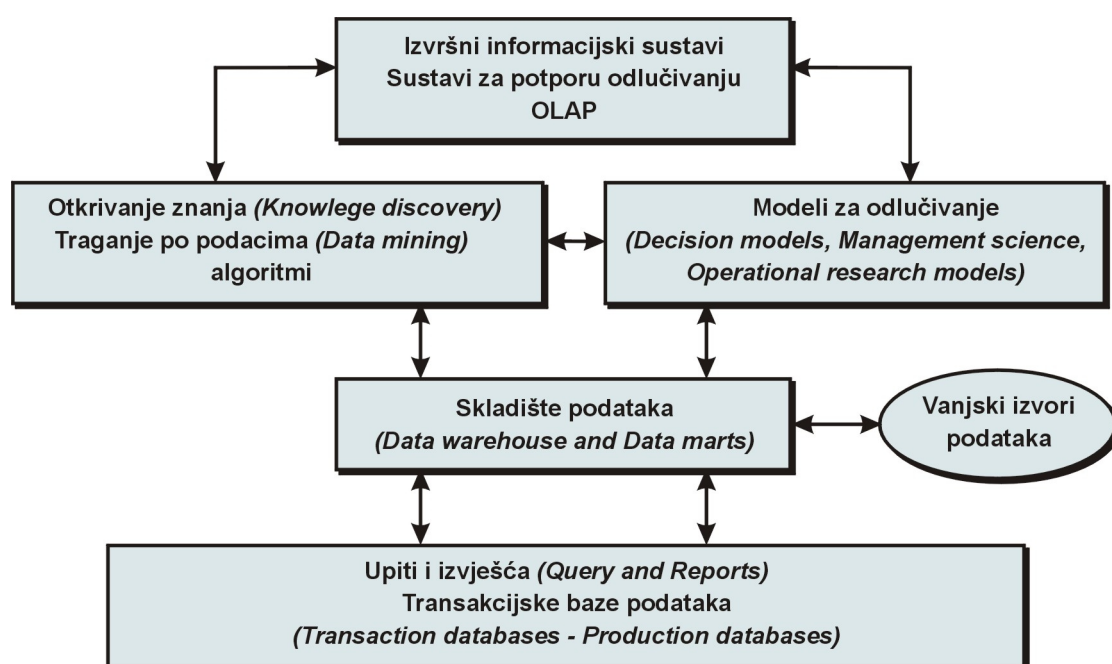 Izvršni informacijski sustavi
Sustavi za potporu odlučivanju
OLAP
Otkrivanje znanja (Knowlege discovery)
Traganje po podacima (Data mining)
algoritmi
Modeli za odlučivanje
(Decision models, Management science,
Operational research models)
Skladište podataka
(Data warehouse and Data marts)
Vanjski izvori
podataka
Upiti i izvješća (Query and Reports)
Transakcijske baze podataka
(Transaction databases - Production databases)